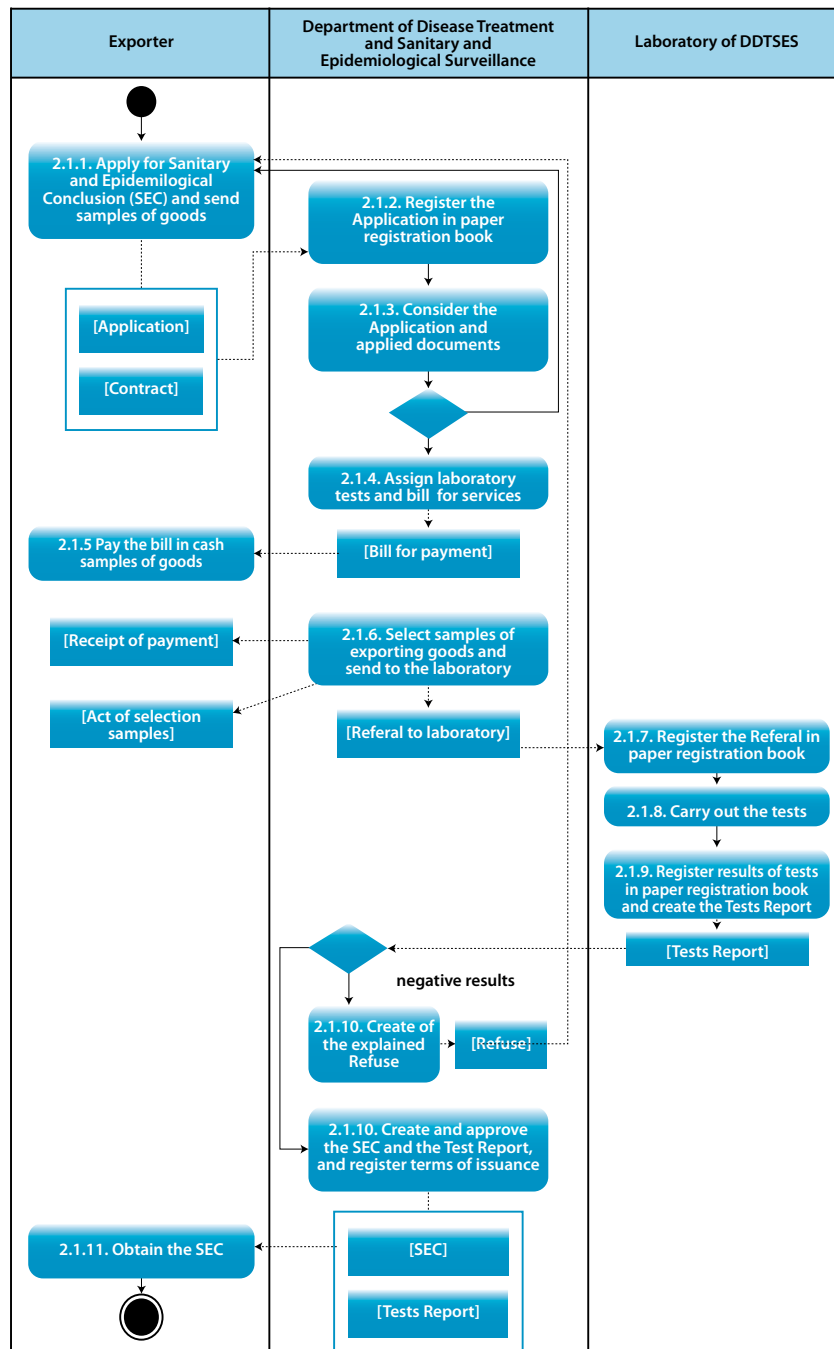 Exporter
Department of Disease Treatment
and Sanitary and
Epidemiological Surveillance
Laboratory of DDTSES
2.1.1. Apply for Sanitary
and Epidemilogical
Conclusion (SEC) and send
samples of goods
2.1.2. Register the
Application in paper
registration book
[Application]
[Contract]
2.1.3. Consider the
Application and
applied documents
2.1.4. Assign laboratory
tests and bill for services
2.1.5 Pay the bill in cash
samples of goods
[Bill for payment]
[Receipt of payment]
2.1.6. Select samples of
exporting goods and
send to the laboratory
[Act of selection
samples]
[Referal to laboratory]
2.1.7. Register the Referal in
paper registration book
2.1.8. Carry out the tests
2.1.9. Register results of tests
in paper registration book
and create the Tests Report
[Tests Report]
negative results
2.1.10. Create of
the explained
Refuse
[Refuse]
2.1.10. Create and approve
the SEC and the Test Report,
and register terms of issuance
2.1.11. Obtain the SEC
[SEC]
[Tests Report]